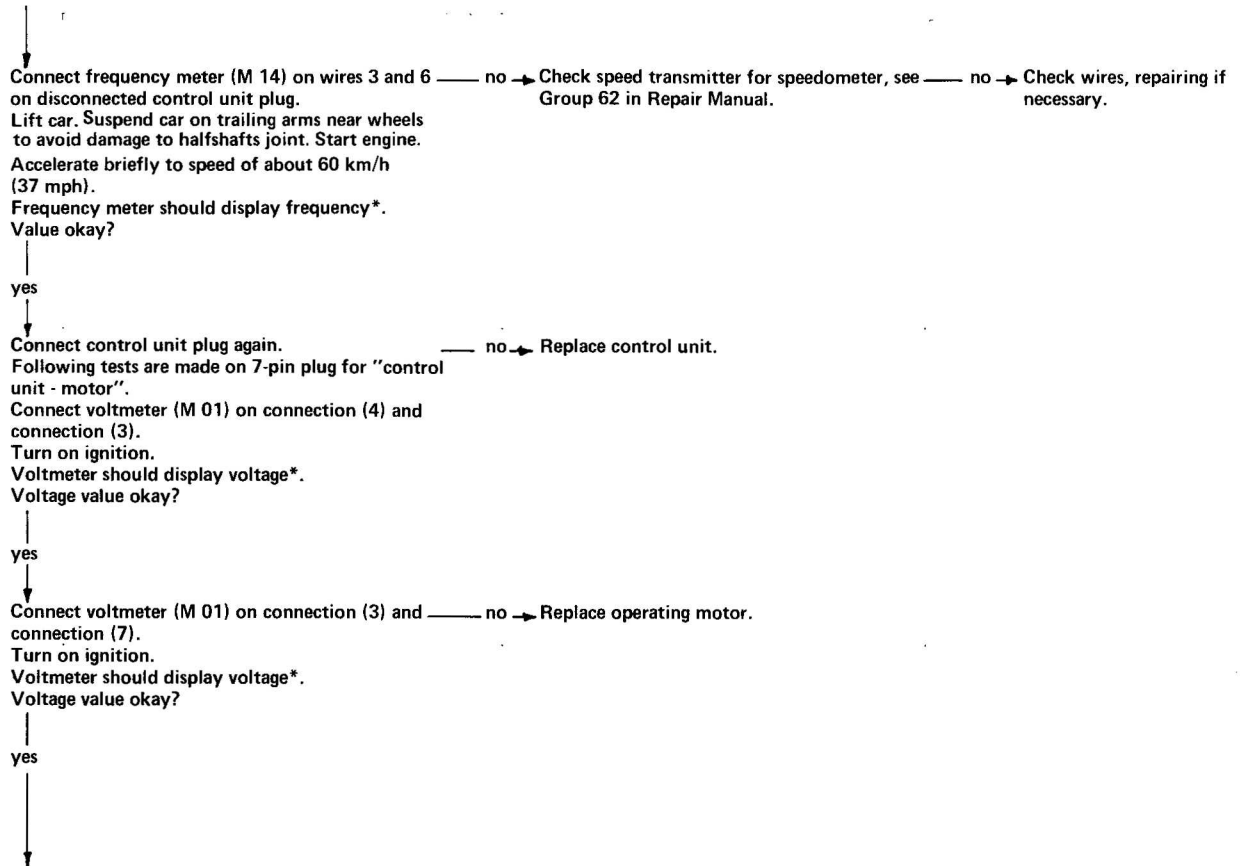 Connect frequency meter (M 14) on wires 3 and 6
on disconnected control unit plug.
Lift car. Suspend car on trailing arms near wheels
to avoid damage to halfshafts joint. Start engine.
Accelerate briefly to speed of about 60 km/h
(37 mph).
Frequency meter should display frequency*.
Value okay?
no
Check speed transmitter for speedometer, see
Group 62 in Repair Manual.
no
Check wires, repairing if
necessary.
yes
Connect control unit plug again.
Following tests are made on 7-pin plug for "control
unit - motor".
Connect voltmeter (M 01) on connection (4) and
connection (3).
Turn on ignition.
Voltmeter should display voltage*.
Voltage value okay?
no
Replace control unit.
yes
Connect voltmeter (M 01) on connection (3) and
connection (7).
Turn on ignition.
Voltmeter should display voltage*.
Voltage value okay?
no
Replace operating motor.
yes